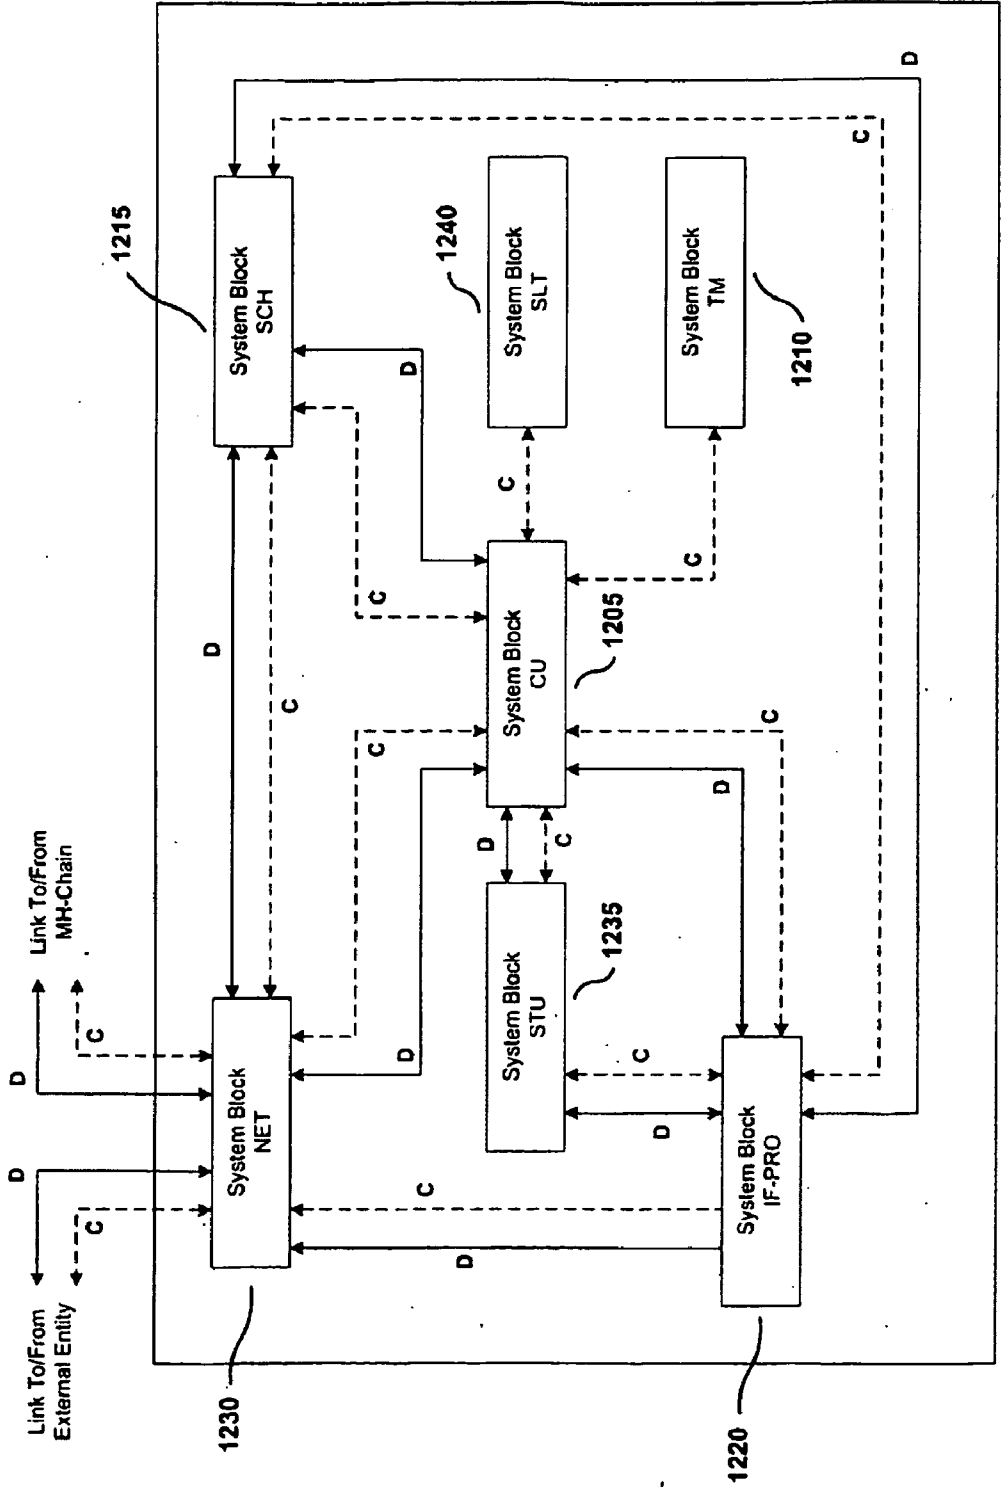 Link To/From
External Entity
Link To/From
MH-Chain
D
C
D
C
1230
System Block
NET
D
C
System Block
SCH
1215
D
C
C
D
C
D
C
D
System Block
STU
1235
D
C
System Block
CU
1205
C
System Block
SLT
1240
D
C
C
D
C
C
System Block
TM
1210
1220
System Block
IF-PRO
C
D